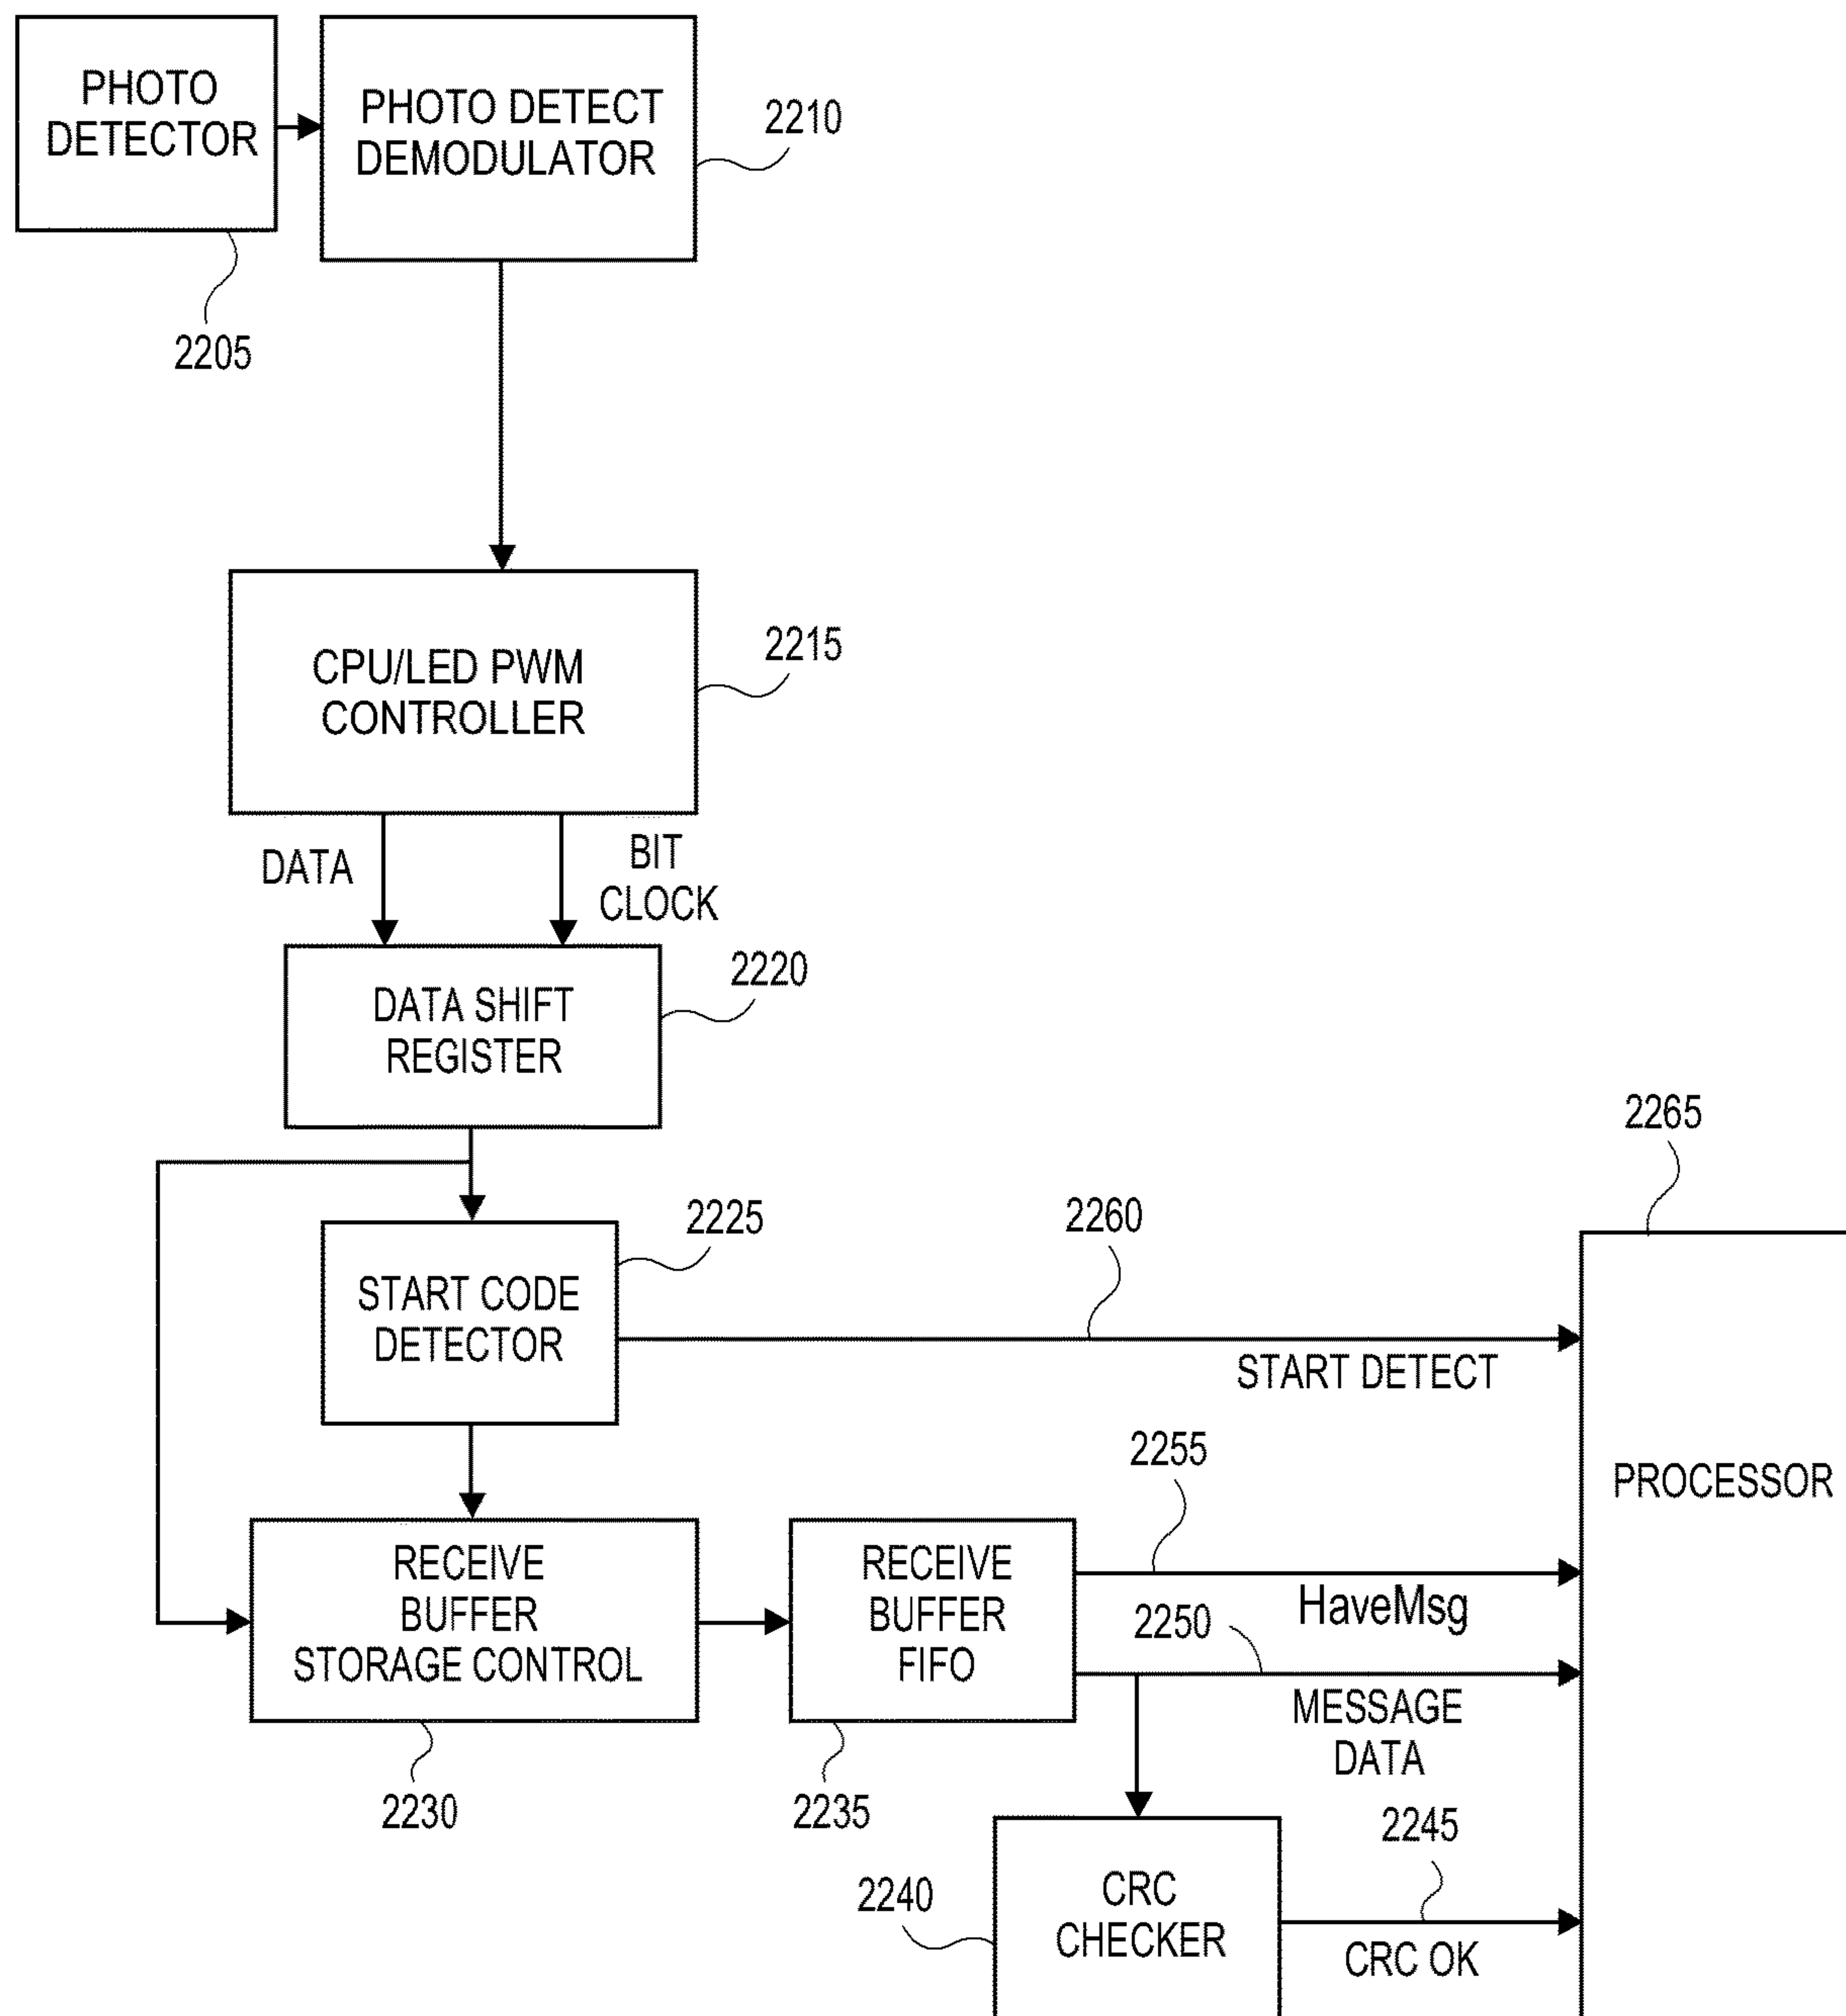 PHOTO
DETECTOR
PHOTO DETECT
DEMODULATOR
2210
2205
CPU/LED PWM
CONTROLLER
2215
DATA
BIT
CLOCK
DATA SHIFT
REGISTER
2220
2265
START CODE
DETECTOR
2225
2260
START DETECT
PROCESSOR
RECEIVE
BUFFER
STORAGE CONTROL
2230
RECEIVE
BUFFER
FIFO
2235
2255
HaveMsg
2250
MESSAGE
DATA
2240
CRC
CHECKER
2245
CRC OK